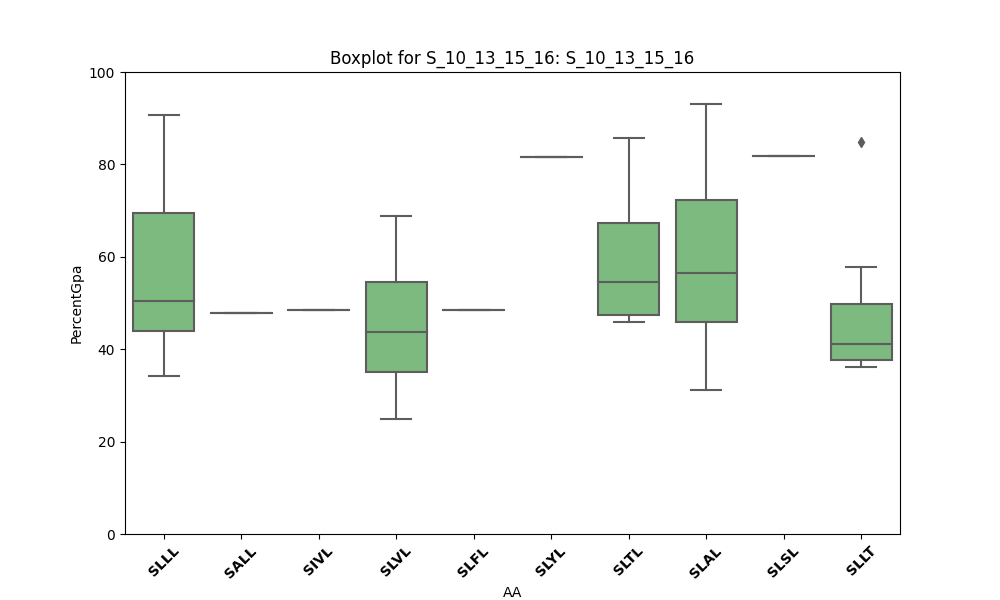 Boxplot for S_10_13_15_16: S_10_13_15_16
100
80
60
40
20
0
PercentGpa
SLLL SALL SIVL SLVL SLFL SLYL SLTL SLAL SLSL SLLT
AA